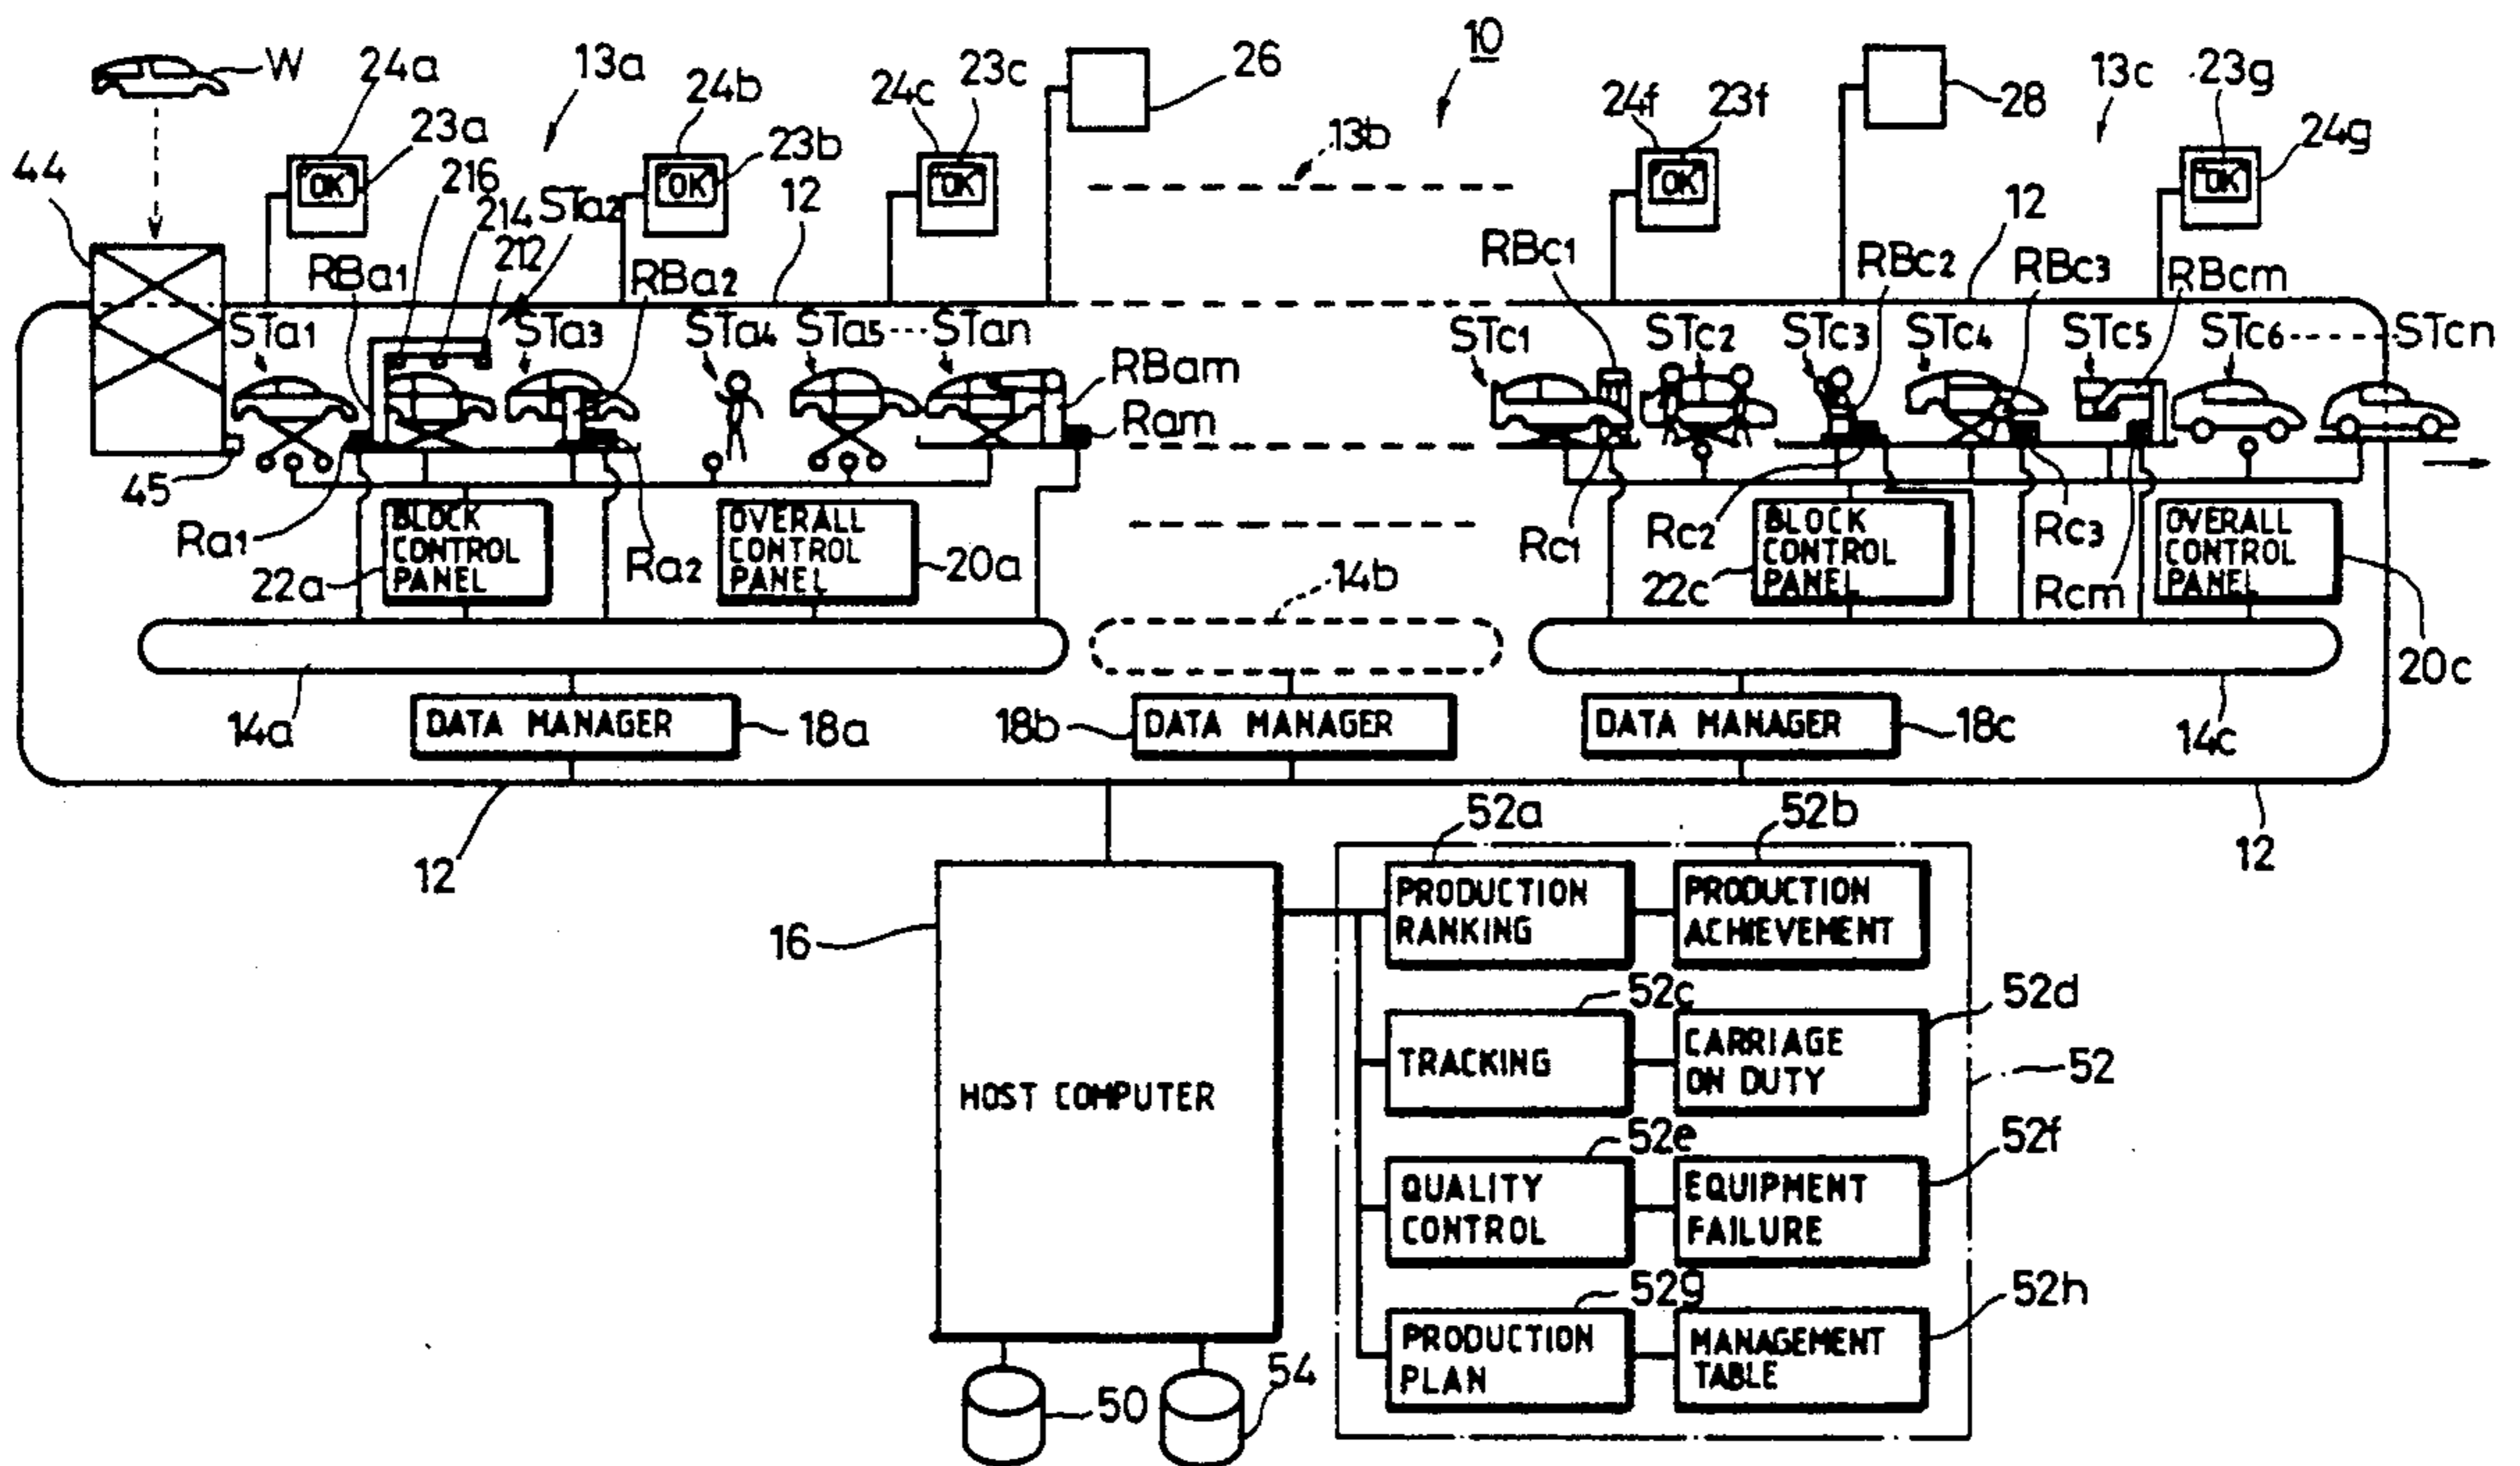 10
W
24a
13a
24b
24c
23c
26
24f
23f
28
13c
23g
24g
23a
23b
13b
44
216
214
STa2
212
12
12
OK
OK
OK
OK
OK
RBa1
RBa2
RBc1
RBc2
RBc3
RBcm
STa1
STa3
STa4
STa5
STan
STc1
STc2
STc3
STc4
STc5
STc6
STcn
RBam
Ram
45
Ra1
22a
BLOCK
CONTROL
PANEL
Ra2
OVERALL
CONTROL
PANEL
20a
14b
Rc1
Rc2
22c
BLOCK
CONTROL
PANEL
Rc3
Rcm
OVERALL
CONTROL
PANEL
20c
14a
DATA MANAGER
18a
18b
DATA MANAGER
DATA MANAGER
18c
14c
12
12
16
HOST COMPUTER
50
54
52
52a
PRODUCTION
RANKING
52b
PRODUCTION
ACHIEVEMENT
52c
TRACKING
52d
CARRIAGE
ON DUTY
52e
QUALITY
CONTROL
52f
EQUIPMENT
FAILURE
52g
PRODUCTION
PLAN
52h
MANAGEMENT
TABLE